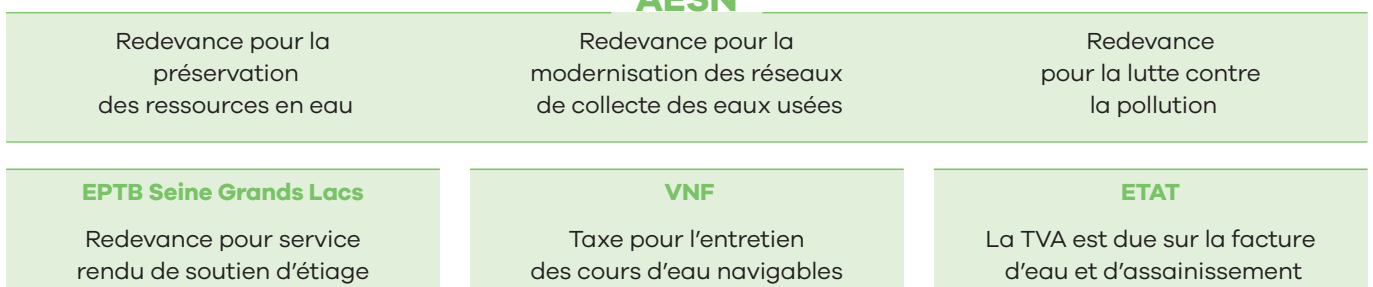 AESN
Redevance pour la
préservation
des ressources en eau
Redevance pour la
modernisation des réseaux
de collecte des eaux usées
Redevance
pour la lutte contre
la pollution
EPTB Seine Grands Lacs
Redevance pour service
rendu de soutien d’étiage
VNF
Taxe pour l’entretien
des cours d’eau navigables
ETAT
La TVA est due sur la facture
d’eau et d’assainissement